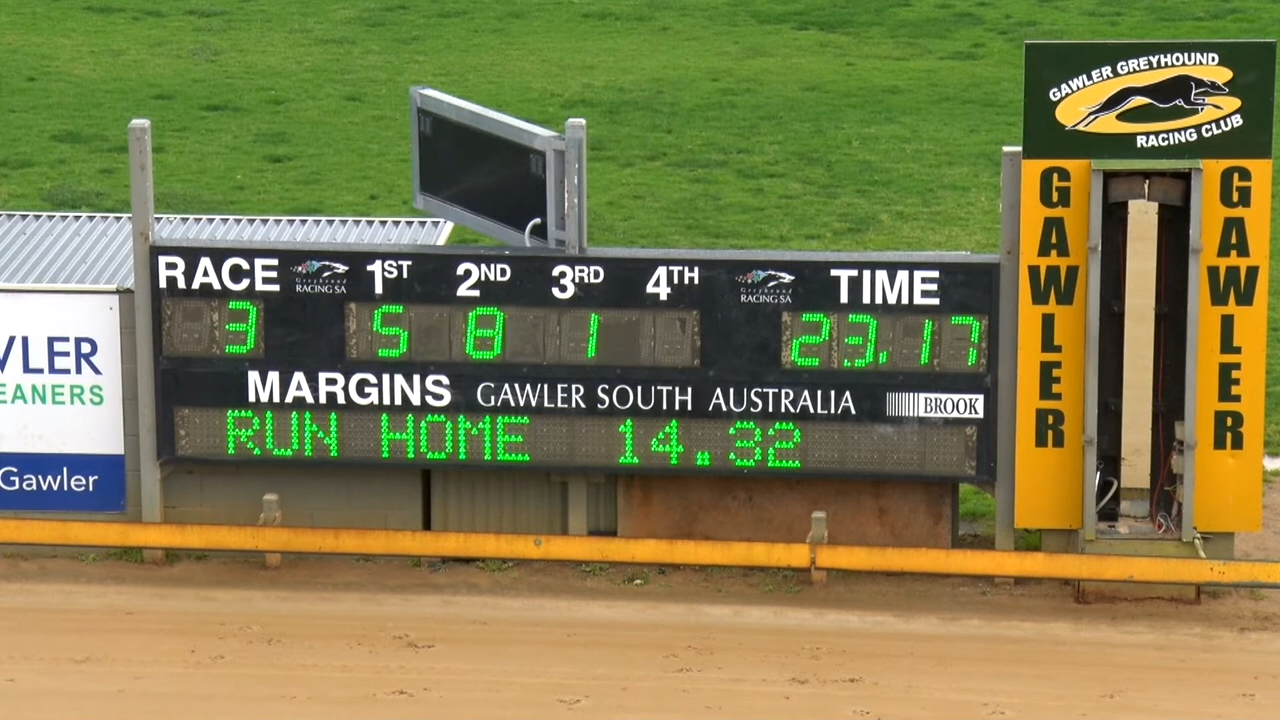 GAWLER GREYHOUND
RACING CLUB
GAWLER
GAWLER
RACE Greyhound RACING SA 1ST 2ND 3RD 4TH Greyhound RACING SA TIME
3 5 8 1 23.17
MARGINS GAWLER SOUTH AUSTRALIA BROOK
RUN HOME 14.32
WLER
EANERS
Gawler